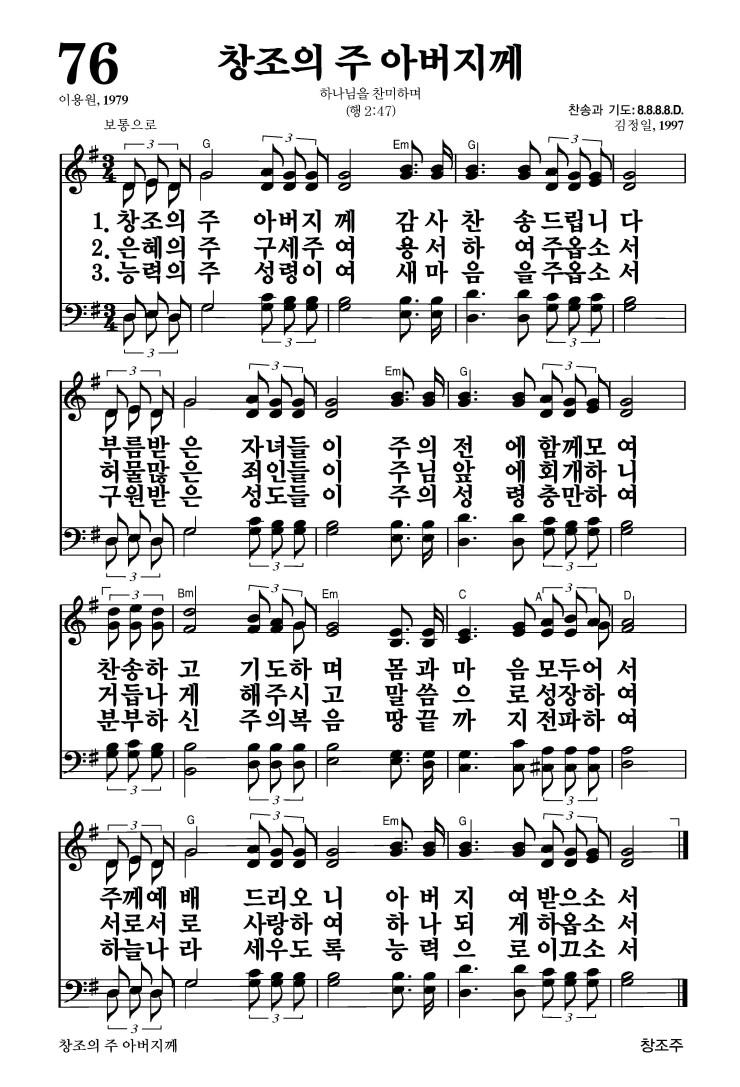 76
창조의 주 아버지께
이용원, 1979
하나님을 찬미하며
(행 2:47)
찬송과 기도: 8.8.8.8.D.
김정일, 1997
보통으로
G Em G
3 3 3
1. 창조의 주 아버지 께 감 사 찬 송 드립니 다
2. 은혜의 주 구세주 여 용 서 하 여 주옵소 서
3. 능력의 주 성령이 여 새 마 음 을 주옵소 서
3 3 3
Em G
3 3 3
부름받 은 자녀들 이 주 의 전 에 함께모 여
허물많 은 죄인들 이 주 님 앞 에 회개하 니
구원받 은 성도들 이 주 의 성 령 충만하 여
3 3 3
Bm Em C A D
3 3 3
찬송하 고 기도하 며 몸 과 마 음 모두어 서
거듭나 게 해주시 고 말 씀 으 로 성장하 여
분부하 신 주의복 음 땅 끝 까 지 전파하 여
3 3 3
G Em G
3 3 3
주께예 배 드리오 니 아 버 지 여 받으소 서
서로서 로 사랑하 여 하 나 되 게 하옵소 서
하늘나 라 세우도 록 능 력 으 로 이끄소 서
3 3 3
창조의 주 아버지께
창조주